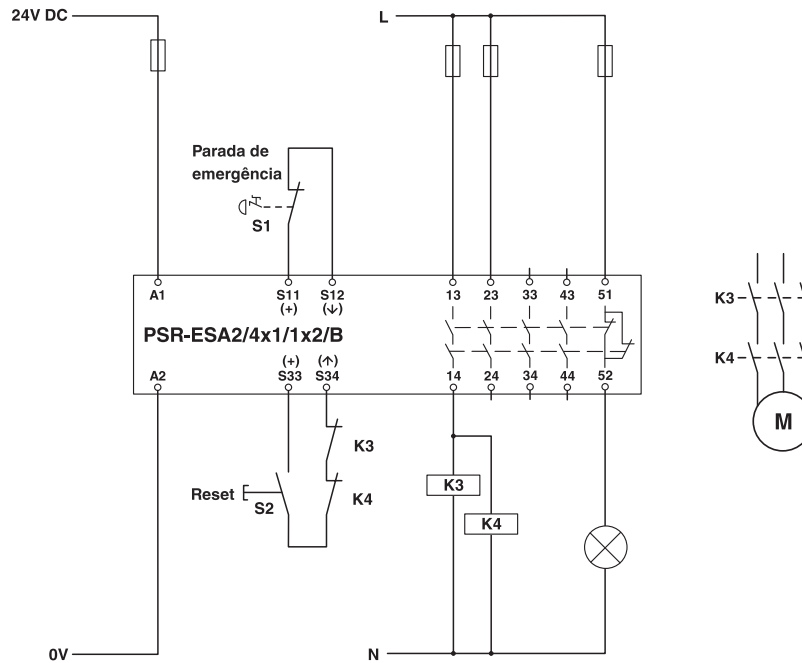 24V DC
L
Parada de
emergência
S1
A1
S11
(+)
S12
(↓)
13
23
33
43
51
PSR-ESA2/4x1/1x2/B
A2
(+)
S33
(↑)
S34
14
24
34
44
52
K3
K4
M
K3
K4
Reset
S2
K3
K4
0V
N